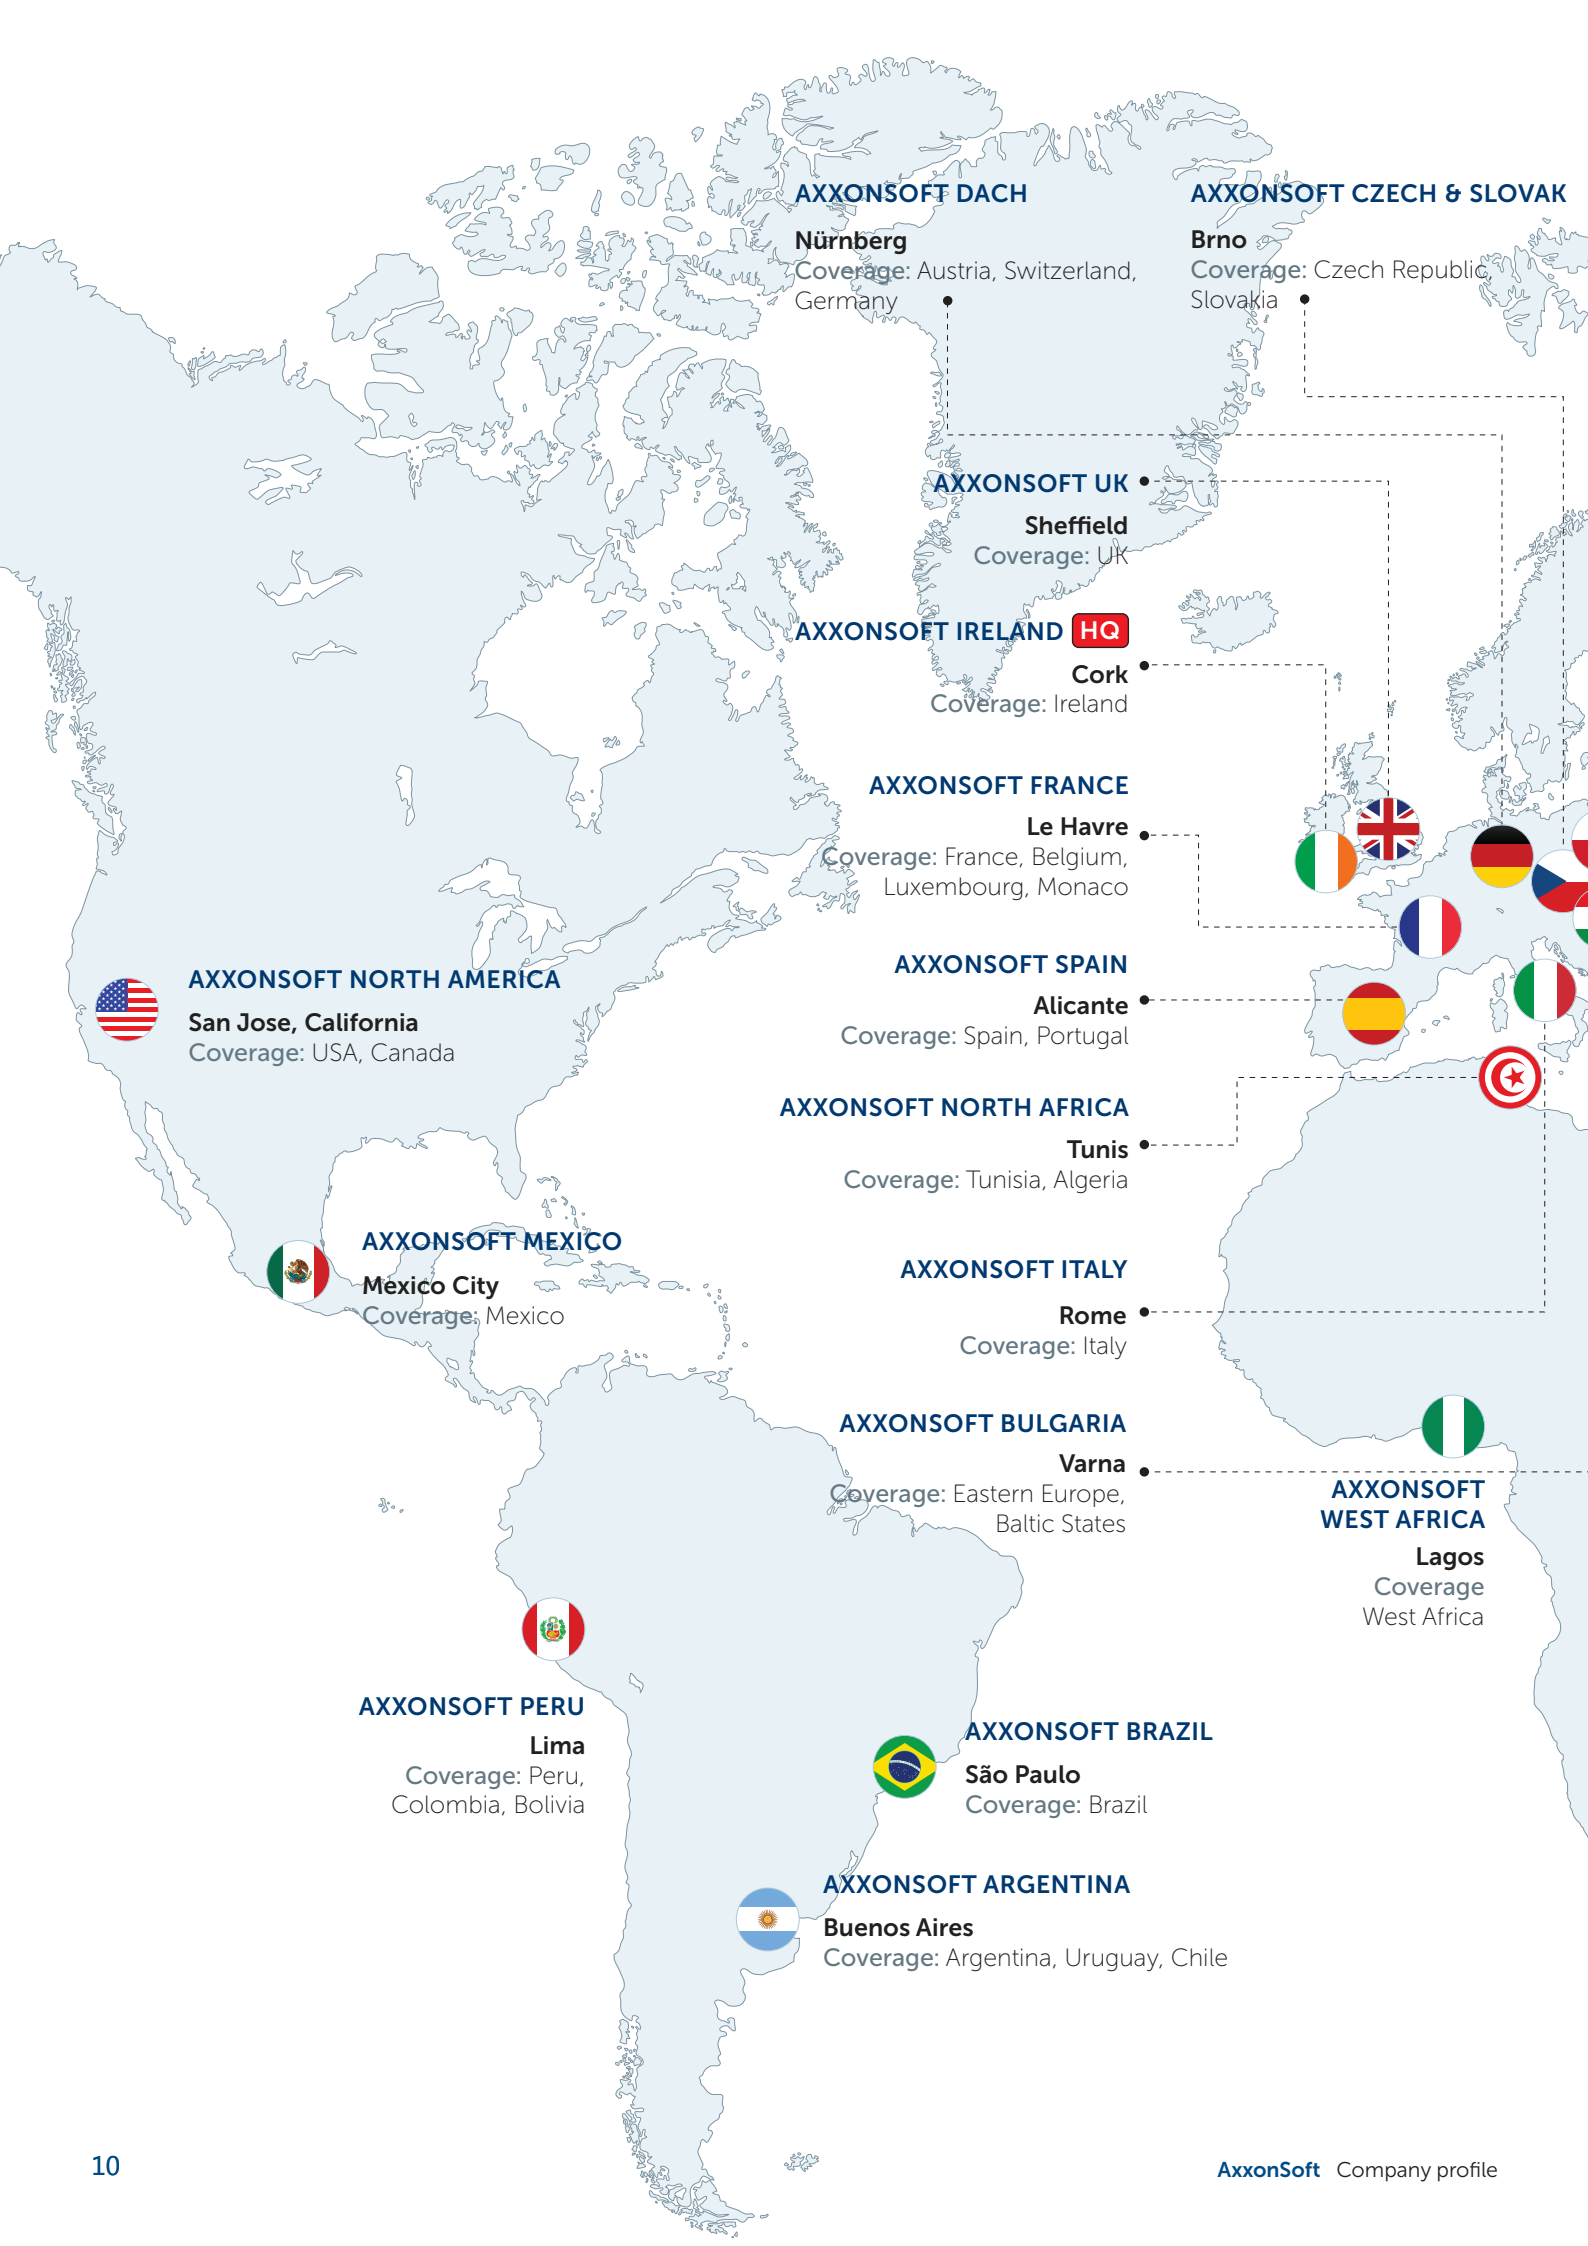 AXXONSOFT DACH
Nürnberg
Coverage: Austria, Switzerland,
Germany
AXXONSOFT CZECH & SLOVAK
Brno
Coverage: Czech Republic,
Slovakia
AXXONSOFT UK
Sheffield
Coverage: UK
AXXONSOFT IRELAND HQ
Cork
Coverage: Ireland
AXXONSOFT FRANCE
Le Havre
Coverage: France, Belgium,
Luxembourg, Monaco
AXXONSOFT SPAIN
Alicante
Coverage: Spain, Portugal
AXXONSOFT NORTH AMERICA
San Jose, California
Coverage: USA, Canada
AXXONSOFT NORTH AFRICA
Tunis
Coverage: Tunisia, Algeria
AXXONSOFT MEXICO
Mexico City
Coverage: Mexico
AXXONSOFT ITALY
Rome
Coverage: Italy
AXXONSOFT BULGARIA
Varna
Coverage: Eastern Europe,
Baltic States
AXXONSOFT
WEST AFRICA
Lagos
Coverage
West Africa
AXXONSOFT PERU
Lima
Coverage: Peru,
Colombia, Bolivia
AXXONSOFT BRAZIL
São Paulo
Coverage: Brazil
AXXONSOFT ARGENTINA
Buenos Aires
Coverage: Argentina, Uruguay, Chile
10
AxxonSoft Company profile